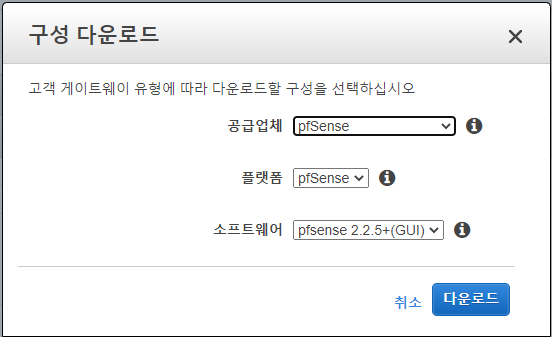 구성 다운로드
고객 게이트웨이 유형에 따라 다운로드할 구성을 선택하십시오
공급업체 pfSense
플랫폼 pfSense
소프트웨어 pfsense 2.2.5+(GUI)
취소 다운로드